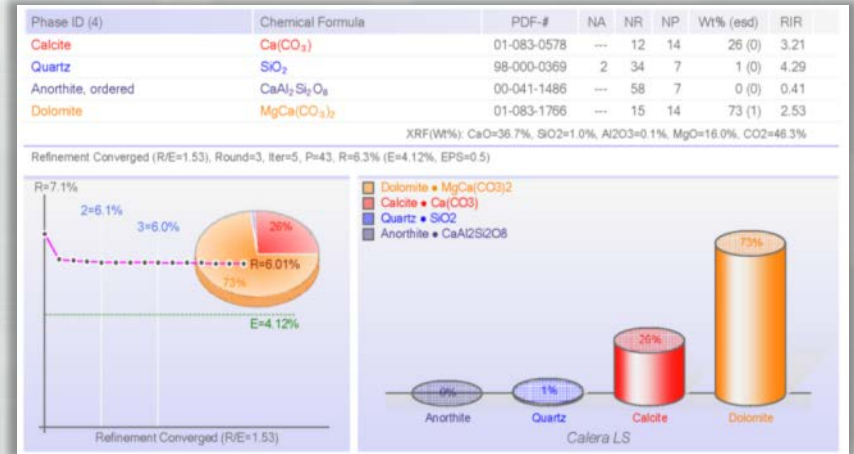 Phase ID (4) Chemical Formula PDF-# NA NR NP Wt% (esd) RIR
Calcite Ca(CO₃) 01-083-0578 --- 12 14 26 (0) 3.21
Quartz SiO₂ 98-000-0369 2 34 7 1 (0) 4.29
Anorthite, ordered CaAl₂Si₂O₈ 00-041-1486 --- 58 7 0 (0) 0.41
Dolomite MgCa(CO₃)₂ 01-083-1766 --- 15 14 73 (1) 2.53
XRF(Wt%): CaO=36.7%, SiO2=1.0%, Al2O3=0.1%, MgO=16.0%, CO2=46.3%
Refinement Converged (R/E=1.53), Round=3, Iter=5, P=43, R=6.3% (E=4.12%, EPS=0.5)
R=7.1%
2=6.1%
3=6.0%
26%
R=6.01%
73%
E=4.12%
Refinement Converged (R/E=1.53)
Dolomite • MgCa(CO3)2
Calcite • Ca(CO3)
Quartz • SiO2
Anorthite • CaAl2Si2O8
73%
26%
0% 1%
Anorthite Quartz Calcite Dolomite
Calera LS